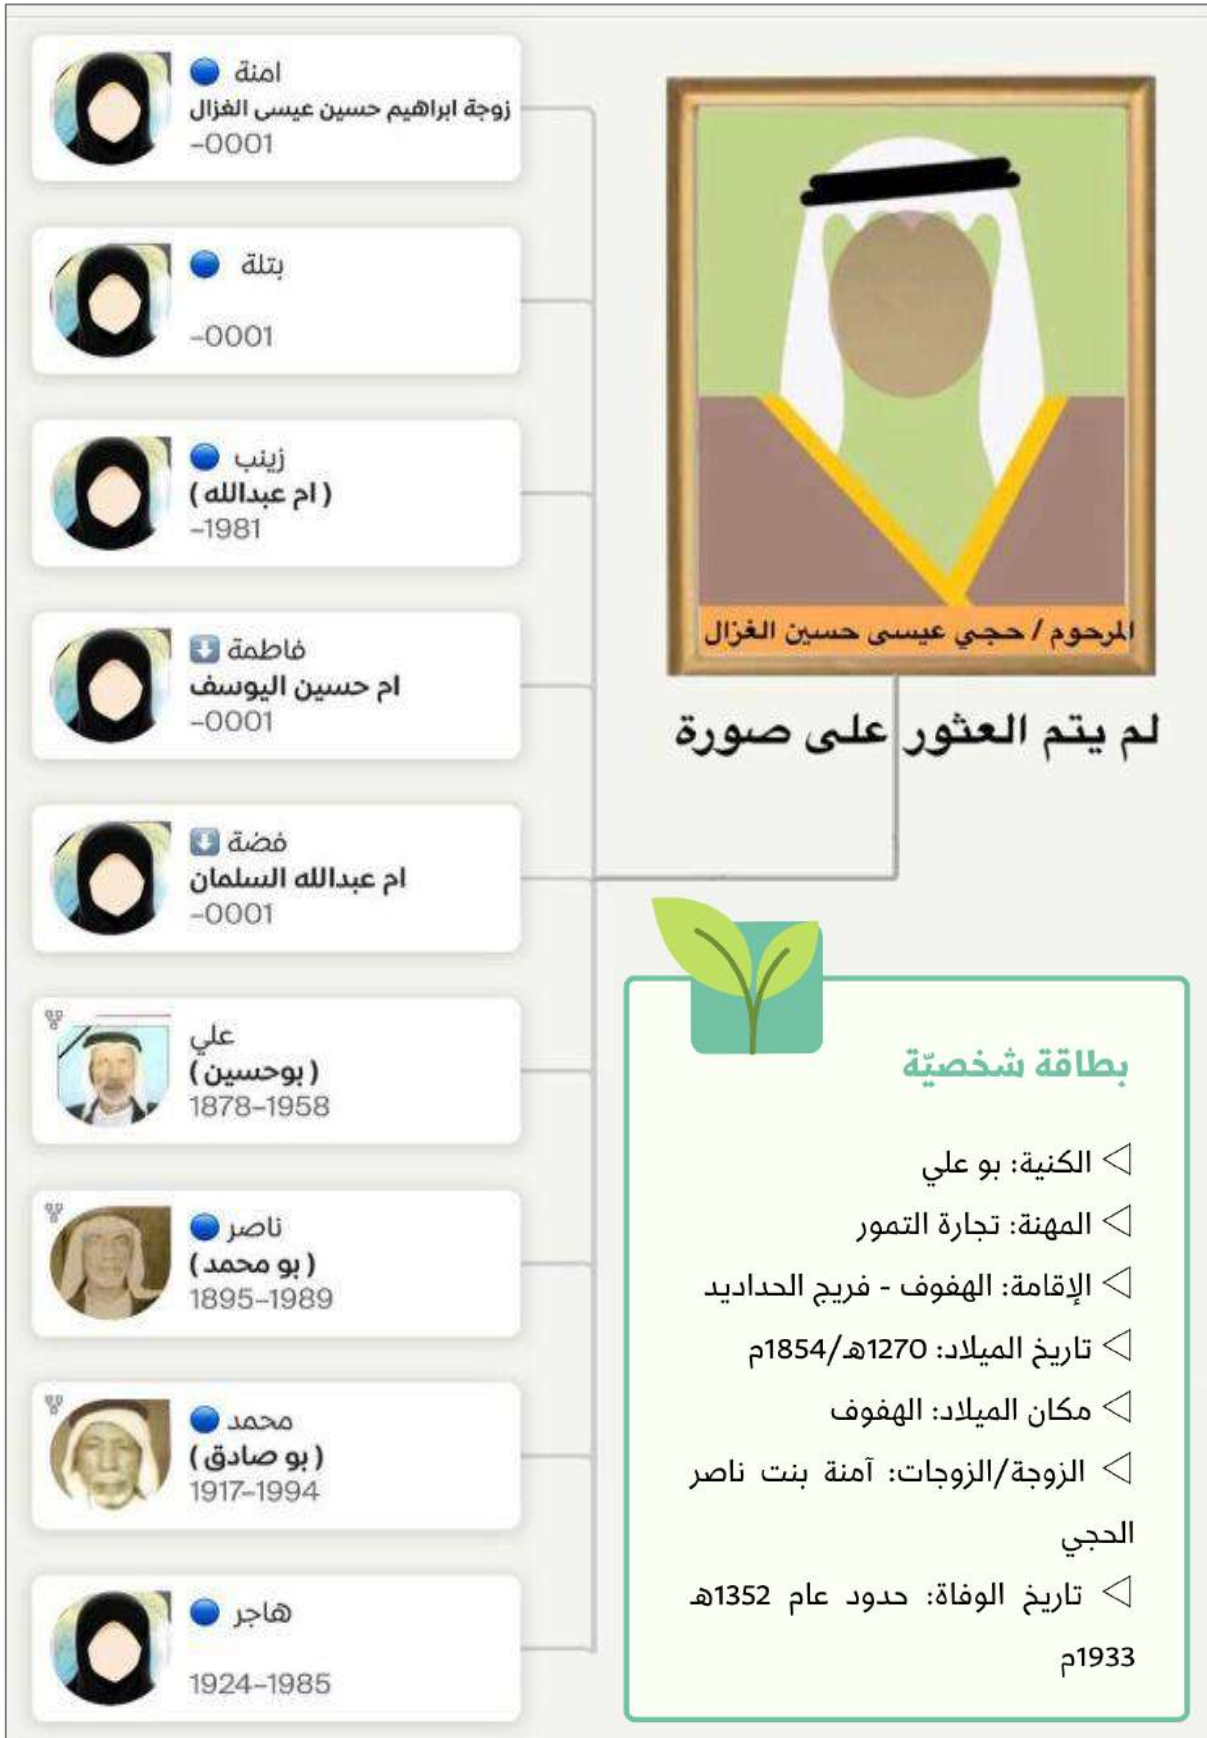 المرحوم / حجي عيسى حسين الغزال
لم يتم العثور على صورة
امنة
زوجة ابراهيم حسين عيسى الغزال
–0001
بتلة
–0001
زينب
( ام عبدالله )
–1981
فاطمة
ام حسين اليوسف
–0001
فضة
ام عبدالله السلمان
–0001
علي
( بوحسين )
1878–1958
ناصر
( بو محمد )
1895–1989
محمد
( بو صادق )
1917–1994
هاجر
1924–1985
بطاقة شخصيّة
الكنية: بو علي
المهنة: تجارة التمور
الإقامة: الهفوف - فريج الحداديد
تاريخ الميلاد: 1270هـ/1854م
مكان الميلاد: الهفوف
الزوجة/الزوجات: آمنة بنت ناصر
الحجي
تاريخ الوفاة: حدود عام 1352هـ
1933م